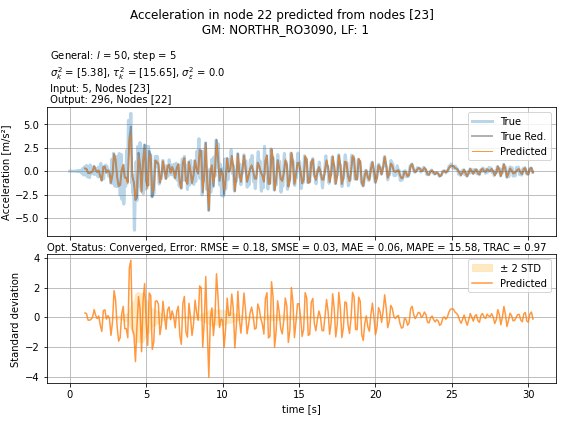 Acceleration in node 22 predicted from nodes [23]
GM: NORTHR_RO3090, LF: 1
General: l = 50, step = 5
σ²ₖ = [5.38], τ²ₖ = [15.65], σ²ε = 0.0
Input: 5, Nodes [23]
Output: 296, Nodes [22]
Acceleration [m/s²]
5.0
2.5
0.0
−2.5
−5.0
True
True Red.
Predicted
Opt. Status: Converged, Error: RMSE = 0.18, SMSE = 0.03, MAE = 0.06, MAPE = 15.58, TRAC = 0.97
Standard deviation
4
2
0
−2
−4
± 2 STD
Predicted
0 5 10 15 20 25 30
time [s]